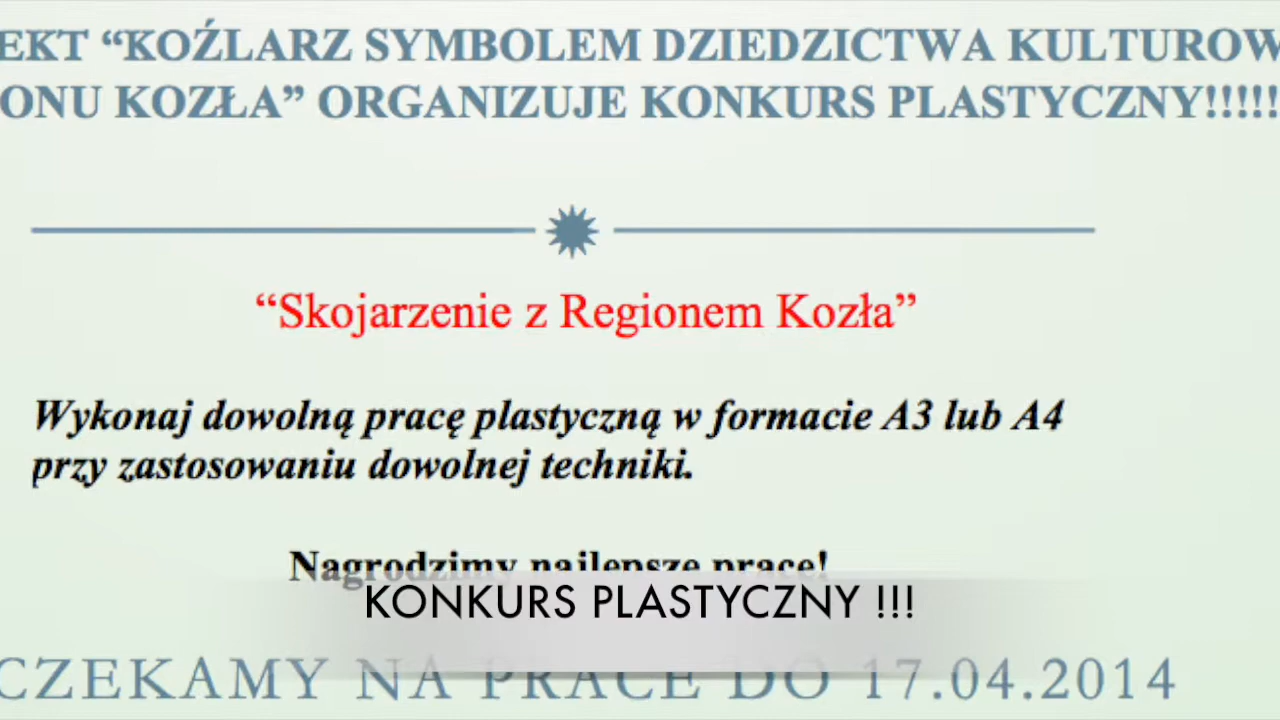 EKT “KOŹLARZ SYMBOLEM DZIEDZICTWA KULTUROW
ONU KOZŁA” ORGANIZUJE KONKURS PLASTYCZNY!!!!!
“Skojarzenie z Regionem Kozła”
Wykonaj dowolną pracę plastyczną w formacie A3 lub A4
przy zastosowaniu dowolnej techniki.
Nagrodzimy najlepsze prace!
KONKURS PLASTYCZNY !!!
CZEKAMY NA PRACE DO 17.04.2014